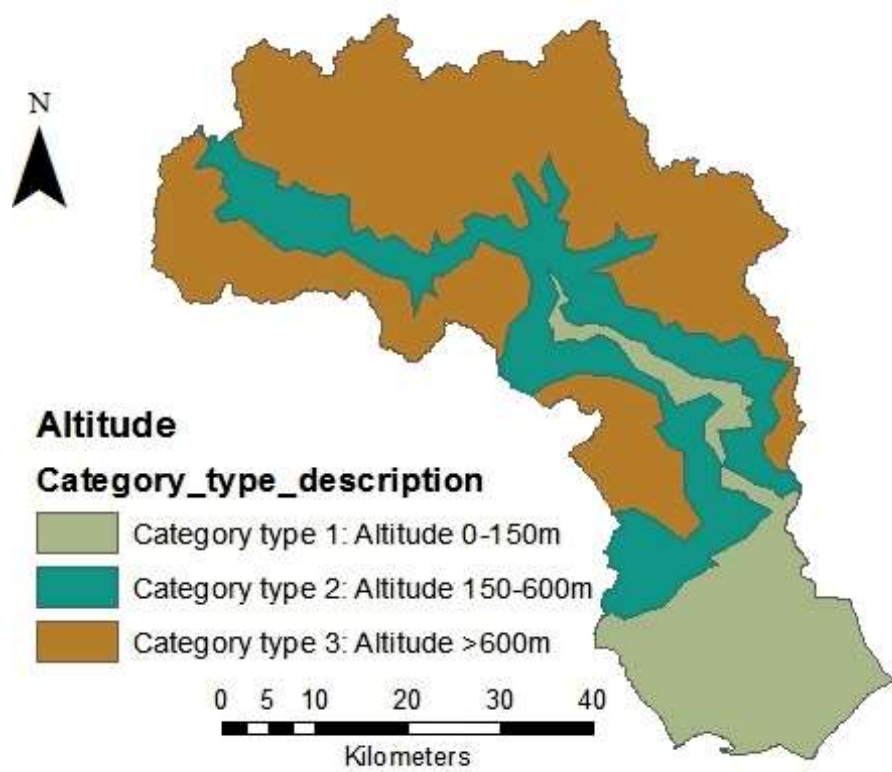 N
Altitude
Category_type_description
Category type 1: Altitude 0-150m
Category type 2: Altitude 150-600m
Category type 3: Altitude >600m
0 5 10 20 30 40
Kilometers